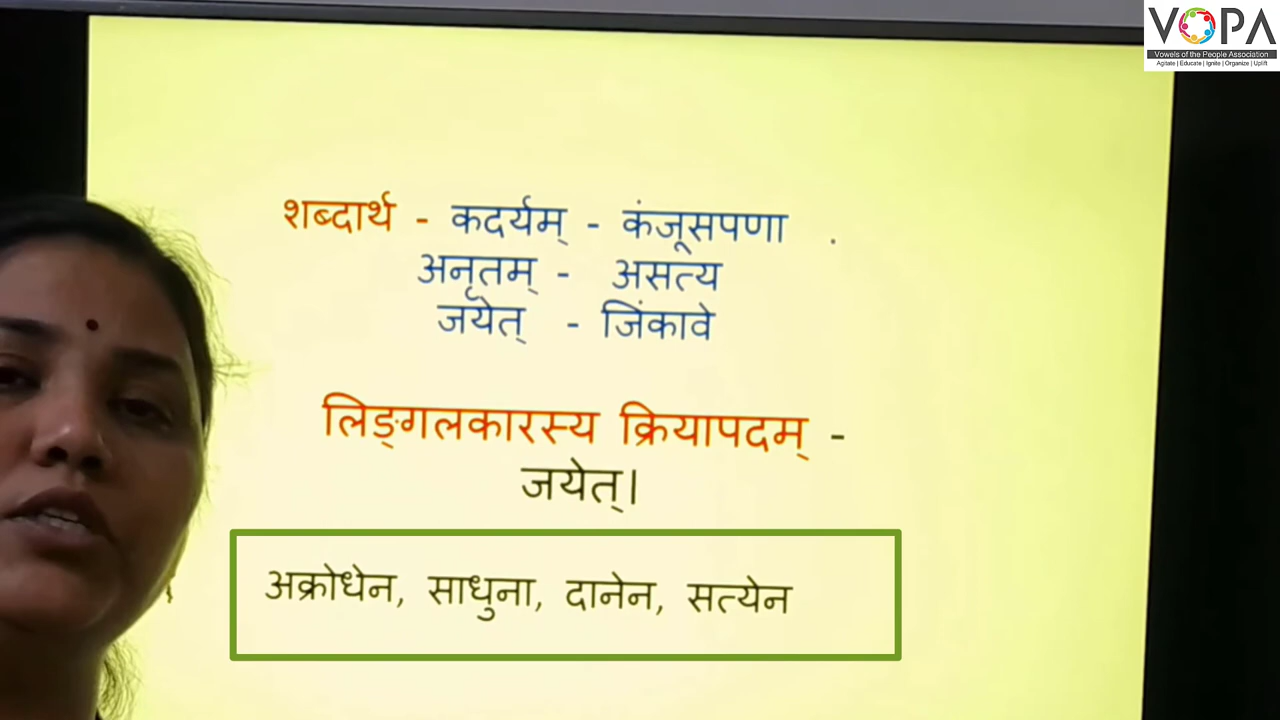 VOPA
Vowels of the People Association
Agitate | Educate | Ignite | Organize | Uplift
शब्दार्थ - कदर्यम् - कंजूसपणा .
अनृतम् - असत्य
जयेत् - जिंकावे
लिङ्गलकारस्य क्रियापदम् -
जयेत्।
अक्रोधेन, साधुना, दानेन, सत्येन